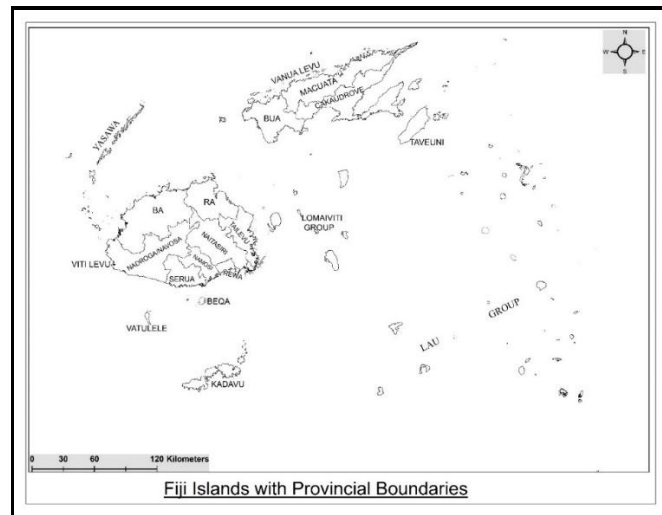 N
W E
S
VANUA LEVU
MACUATA
CAKAUDROVE
BUA
TAVEUNI
YASAWA
BA
RA
TAILEVU
LOMAIVITI
GROUP
NAITASIRI
NADROGA/NAVOSA
NAMOSI
VITI LEVU
SERUA
REWA
BEQA
VATULELE
LAU GROUP
KADAVU
0 30 60 120 Kilometers
Fiji Islands with Provincial Boundaries